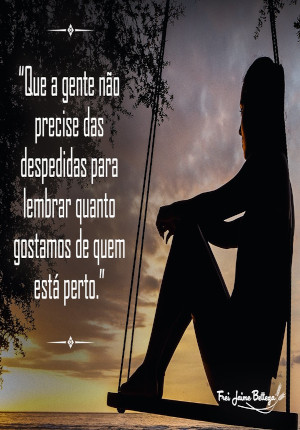 “Que a gente não
precise das
despedidas para
lembrar quanto
gostamos de quem
está perto.”
Frei Jaime Bettega